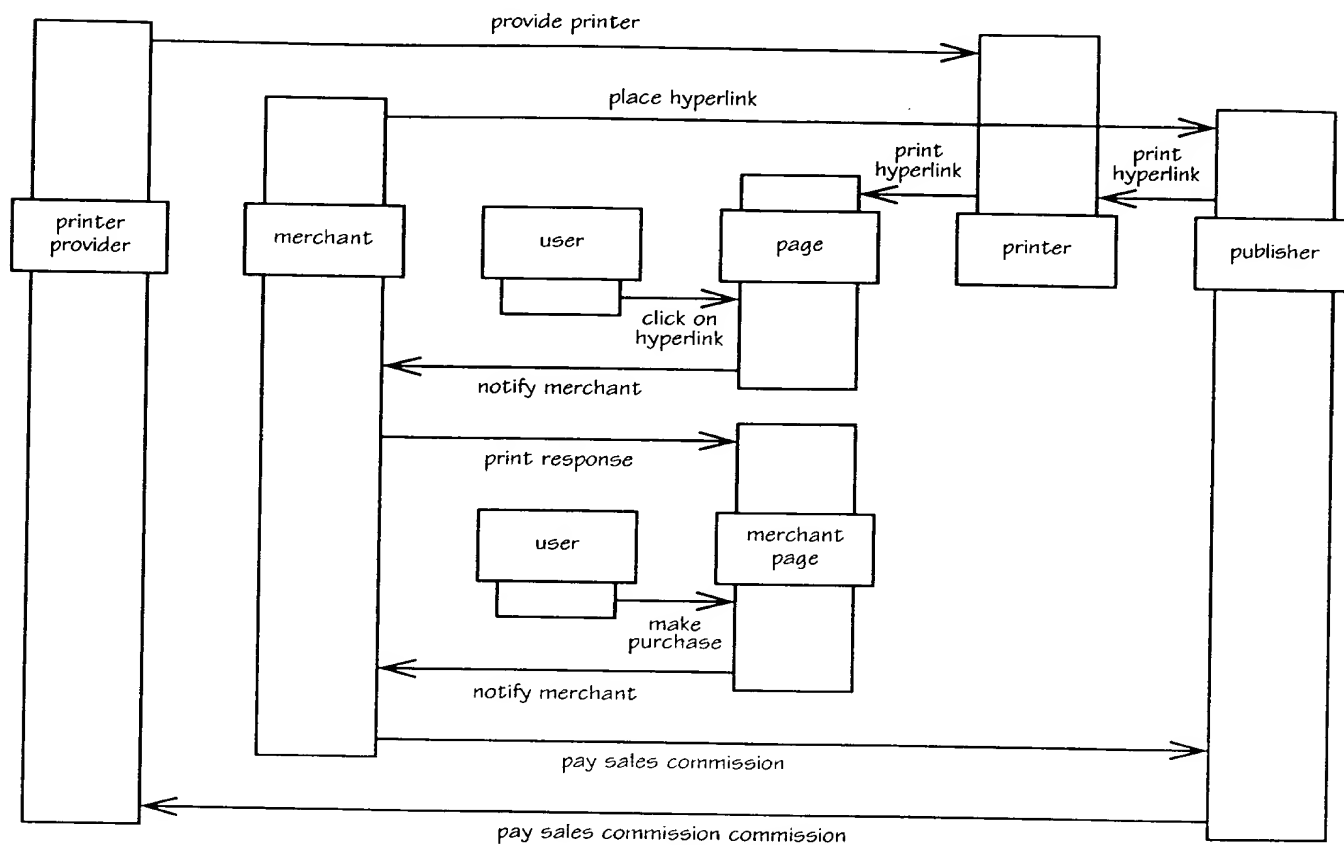 provide printer
place hyperlink
print
hyperlink
print
hyperlink
printer
provider
merchant
user
page
printer
publisher
click on
hyperlink
notify merchant
print response
user
merchant
page
make
purchase
notify merchant
pay sales commission
pay sales commission commission